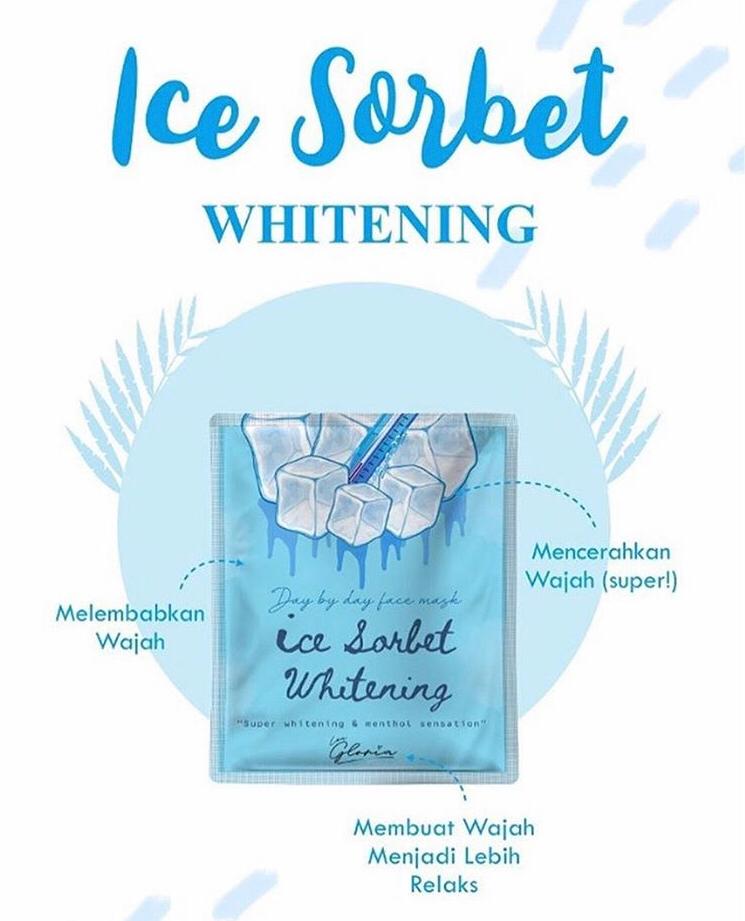 Ice Sorbet
WHITENING
Day by day face mask
ice Sorbet
Whitening
"Super whitening & menthol sensation"
Gloria
Mencerahkan
Wajah (super!)
Melembabkan
Wajah
Membuat Wajah
Menjadi Lebih
Relaks